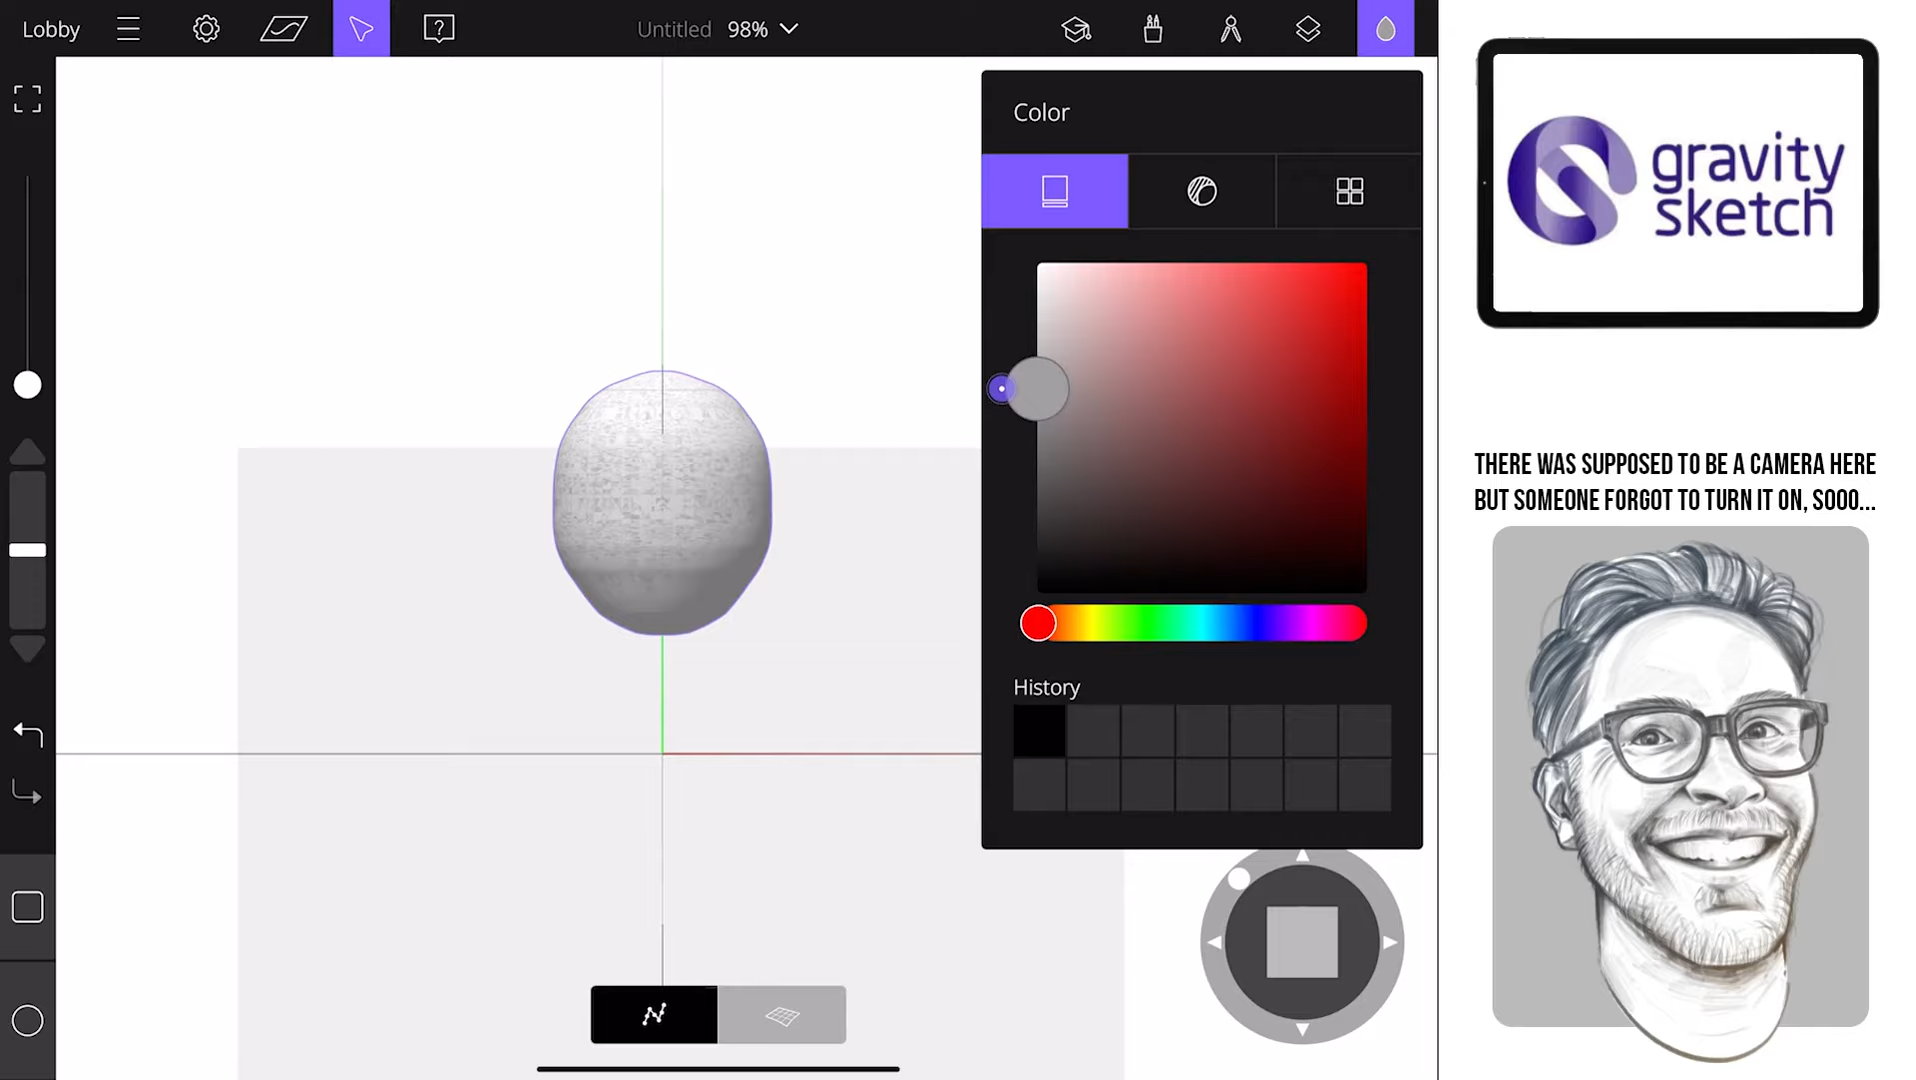 Lobby
Untitled 98%
Color
History
gravity
sketch
THERE WAS SUPPOSED TO BE A CAMERA HERE
BUT SOMEONE FORGOT TO TURN IT ON, SOOO...